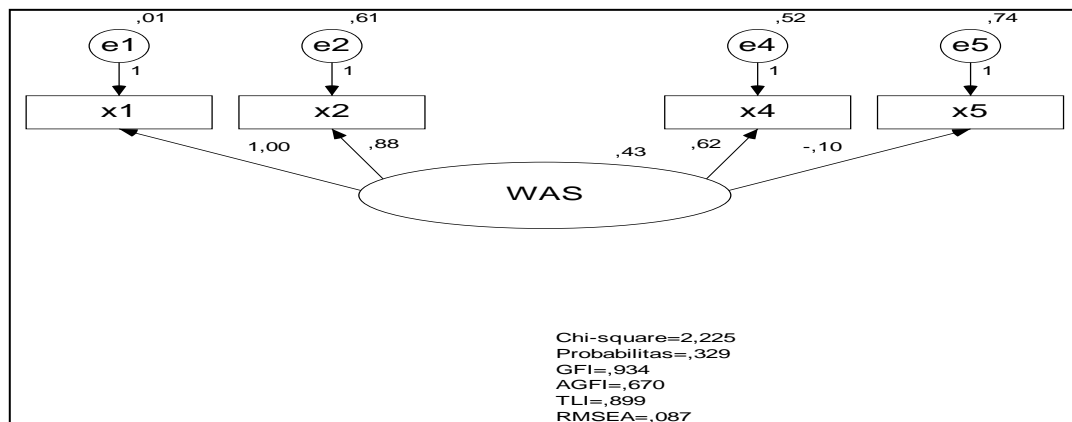 ,01 ,61 ,52 ,74
e1 e2 e4 e5
1 1 1 1
x1 x2 x4 x5
1,00 ,88 ,43 ,62 -,10
WAS
Chi-square=2,225
Probabilitas=,329
GFI=,934
AGFI=,670
TLI=,899
RMSEA=,087